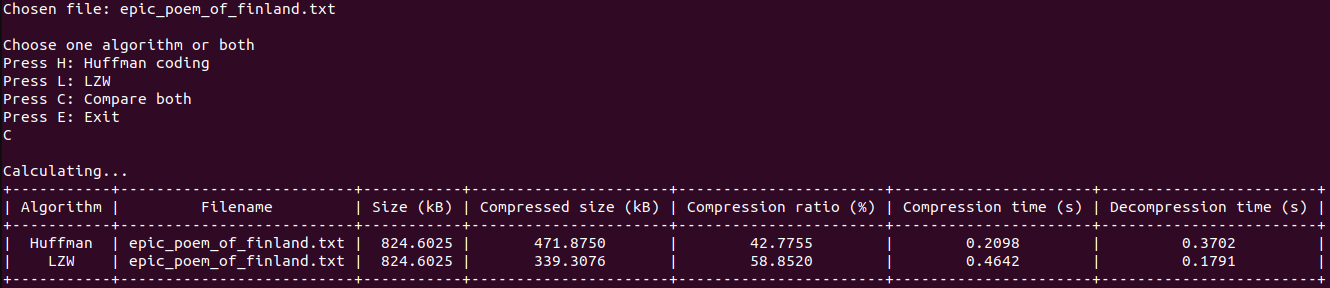 Chosen file: epic_poem_of_finland.txt
Choose one algorithm or both
Press H: Huffman coding
Press L: LZW
Press C: Compare both
Press E: Exit
C
Calculating...
+-----------+--------------------------+-----------+----------------------+-----------------------+----------------------+------------------------+
| Algorithm |         Filename         | Size (kB) | Compressed size (kB) | Compression ratio (%) | Compression time (s) | Decompression time (s) |
+-----------+--------------------------+-----------+----------------------+-----------------------+----------------------+------------------------+
|  Huffman  | epic_poem_of_finland.txt |  824.6025 |       471.8750       |        42.7755        |        0.2098        |         0.3702         |
|    LZW    | epic_poem_of_finland.txt |  824.6025 |       339.3076       |        58.8520        |        0.4642        |         0.1791         |
+-----------+--------------------------+-----------+----------------------+-----------------------+----------------------+------------------------+